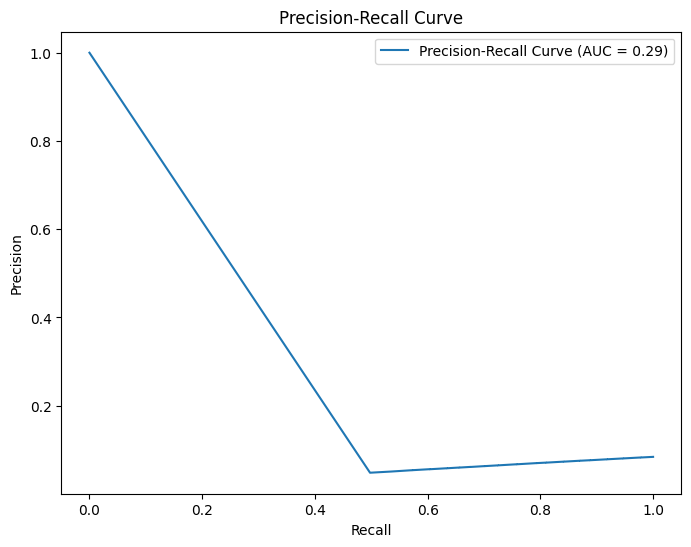 Precision-Recall Curve
Precision-Recall Curve (AUC = 0.29)
1.0
0.8
0.6
0.4
0.2
Precision
0.0 0.2 0.4 0.6 0.8 1.0
Recall